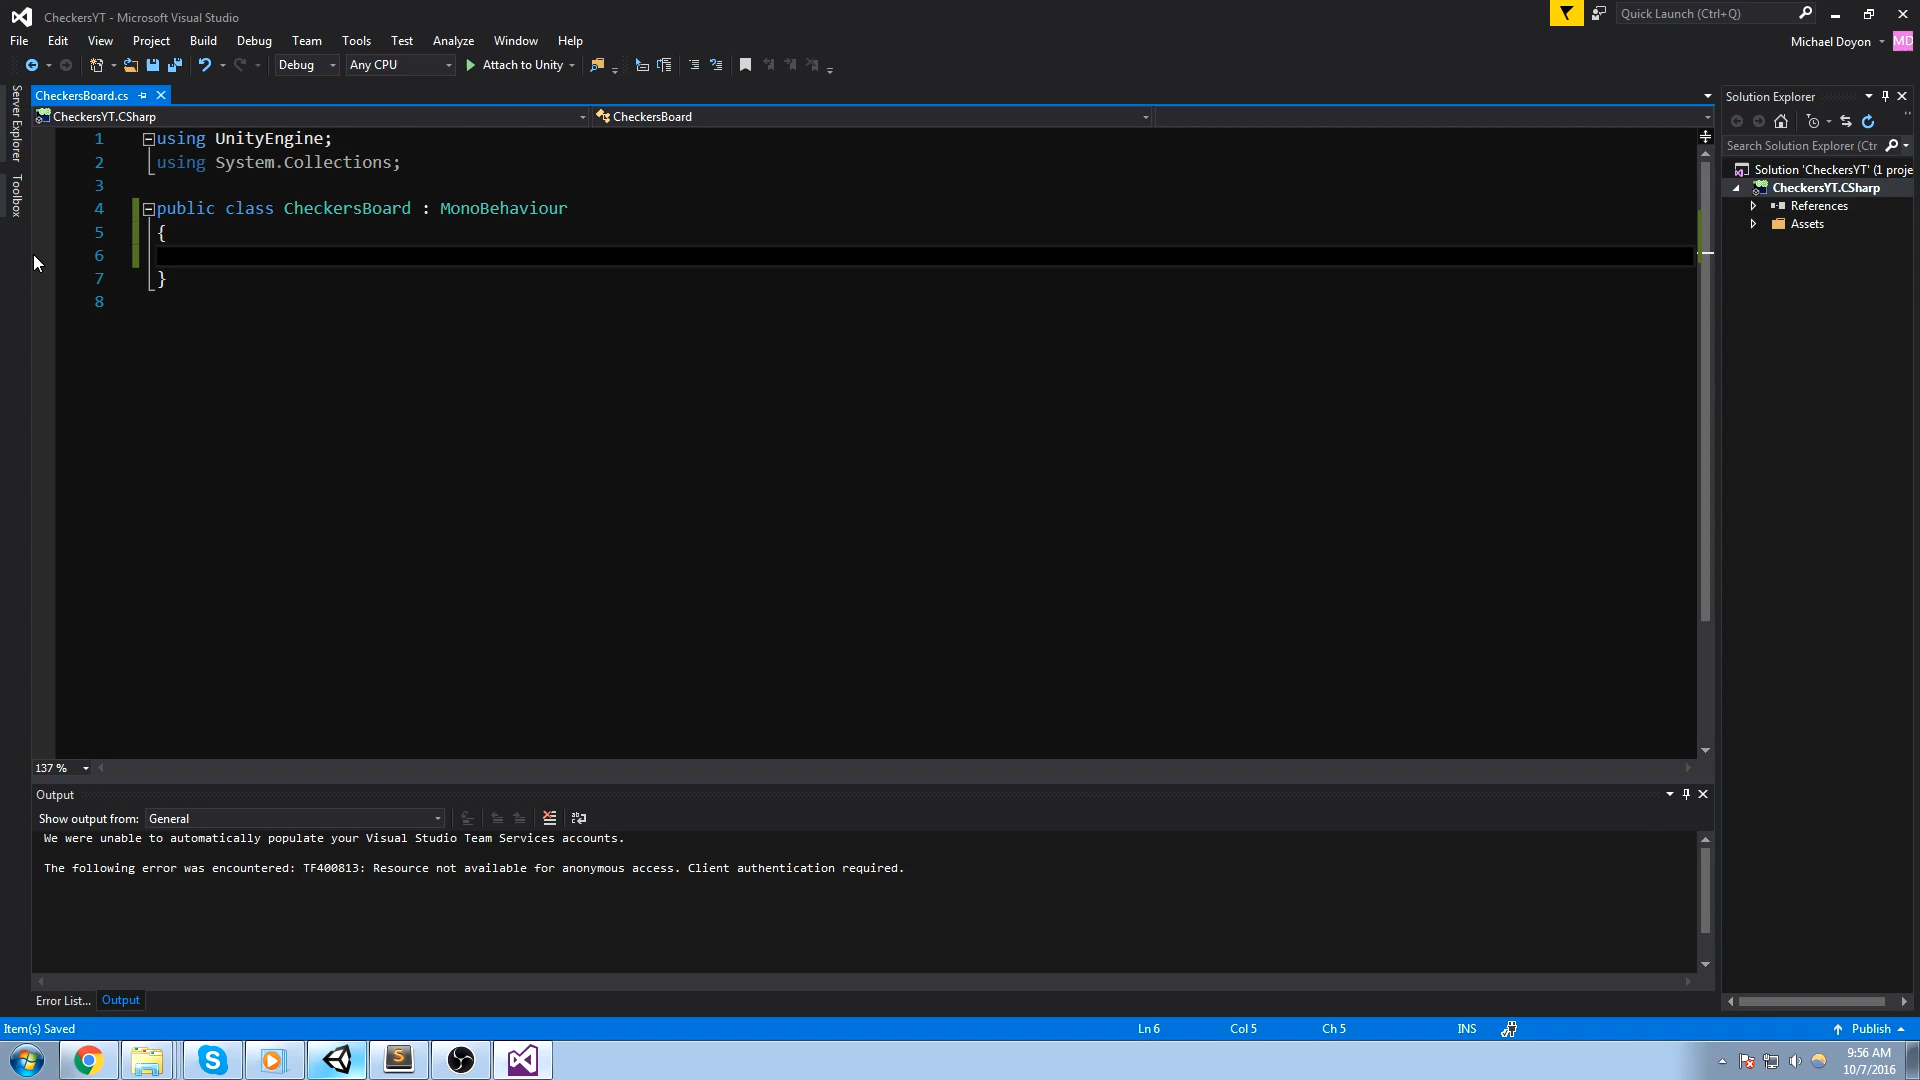 CheckersYT - Microsoft Visual Studio
Quick Launch (Ctrl+Q)
File Edit View Project Build Debug Team Tools Test Analyze Window Help
Michael Doyon MD
Debug Any CPU Attach to Unity
Server Explorer
Toolbox
CheckersBoard.cs
CheckersYT.CSharp CheckersBoard
1 using UnityEngine;
2 using System.Collections;
3
4 public class CheckersBoard : MonoBehaviour
5 {
6
7 }
8
137 %
Solution Explorer
Search Solution Explorer (Ctr
Solution 'CheckersYT' (1 proje
CheckersYT.CSharp
References
Assets
Output
Show output from: General
We were unable to automatically populate your Visual Studio Team Services accounts.
The following error was encountered: TF400813: Resource not available for anonymous access. Client authentication required.
Error List... Output
Item(s) Saved Ln 6 Col 5 Ch 5 INS Publish
9:56 AM
10/7/2016